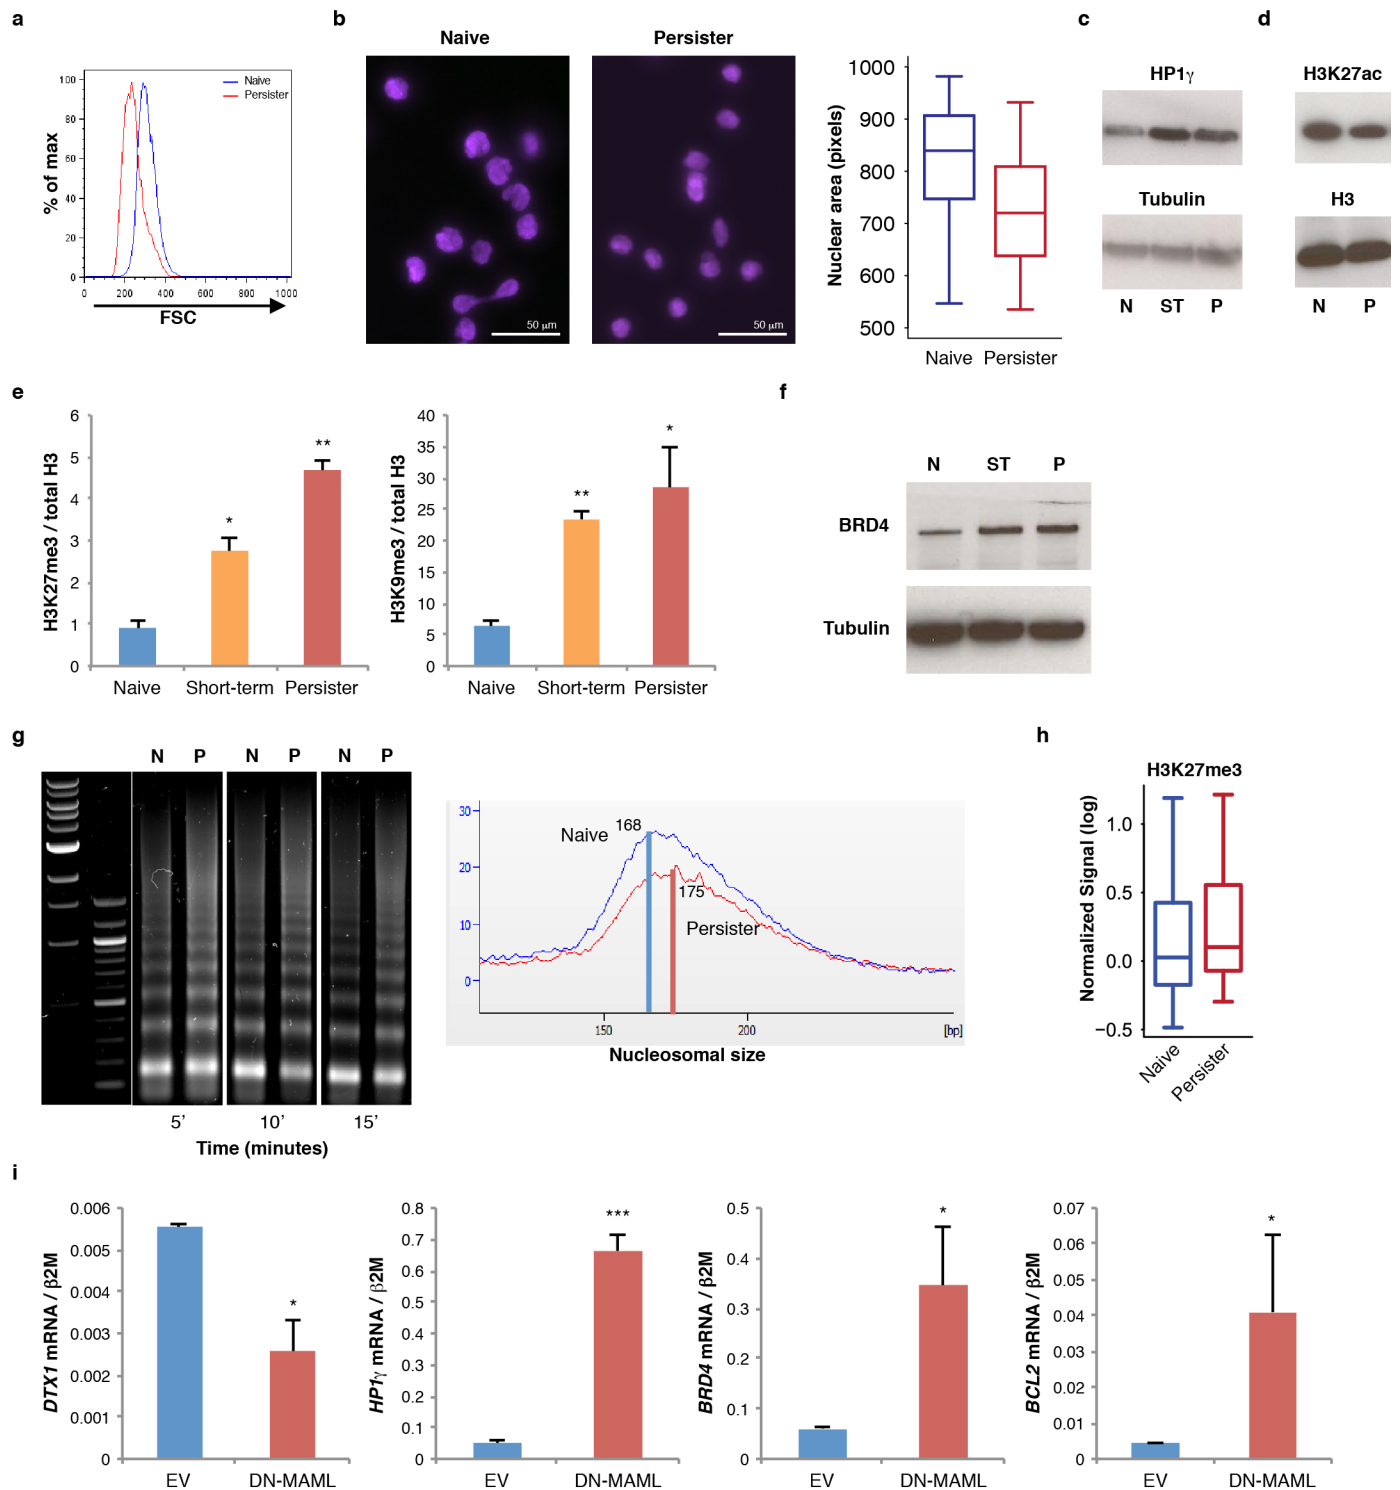 a
b
c
d
Naive
Persister
HP1γ
H3K27ac
Naive
Persister
% of max
100
80
60
40
20
0
0 200 400 600 800 1000
FSC
50 μm
50 μm
Nuclear area (pixels)
1000
900
800
700
600
500
Naive Persister
Tubulin
H3
N ST P
N P
e
f
H3K27me3 / total H3
6
5
4
3
2
1
0
*
**
Naive Short-term Persister
H3K9me3 / total H3
40
35
30
25
20
15
10
5
0
**
*
Naive Short-term Persister
N ST P
BRD4
Tubulin
g
h
N P N P N P
5’ 10’ 15’
Time (minutes)
30
20
10
0
Naive
168
175
Persister
150 200 [bp]
Nucleosomal size
H3K27me3
Normalized Signal (log)
1.0
0.5
0.0
−0.5
Naive
Persister
i
DTX1 mRNA / β2M
0.006
0.005
0.004
0.003
0.002
0.001
0
*
EV DN-MAML
HP1γ mRNA / β2M
0.8
0.7
0.6
0.5
0.4
0.3
0.2
0.1
0
***
EV DN-MAML
BRD4 mRNA / β2M
0.5
0.4
0.3
0.2
0.1
0
*
EV DN-MAML
BCL2 mRNA / β2M
0.07
0.06
0.05
0.04
0.03
0.02
0.01
0
*
EV DN-MAML